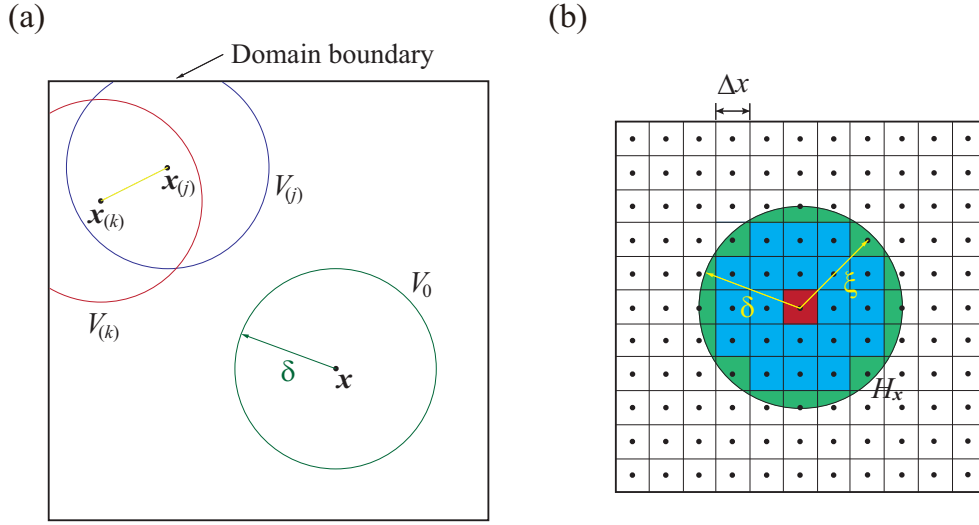 (a)
Domain boundary
x(j)
x(k)
V(j)
V(k)
V0
δ
x
(b)
Δx
δ
ξ
Hx